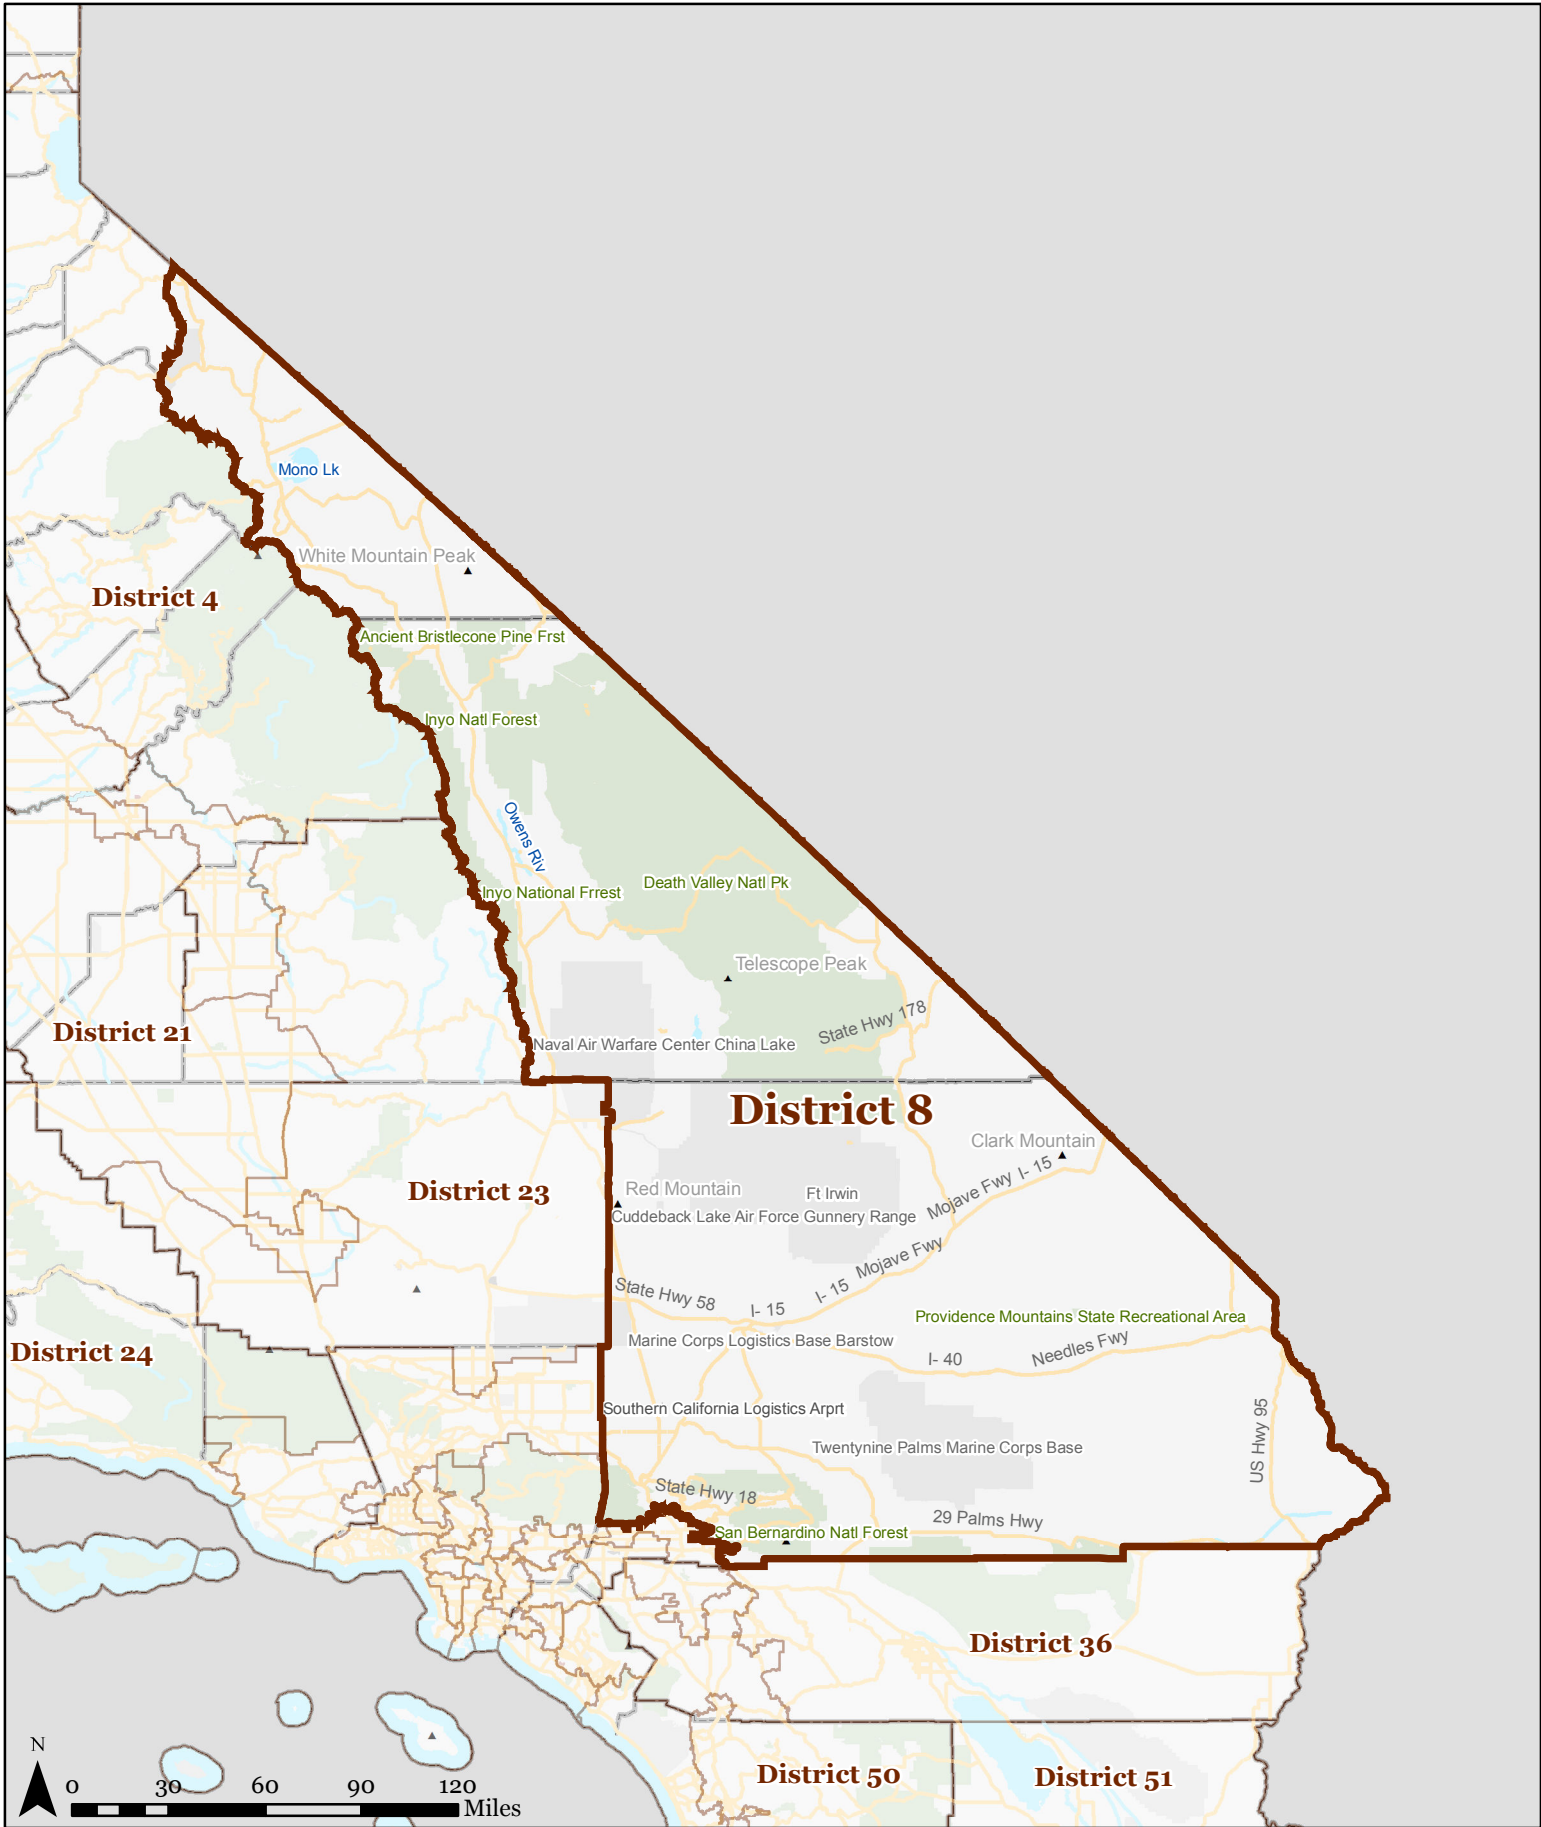 Mono Lk
White Mountain Peak
District 4
Ancient Bristlecone Pine Frst
Inyo Natl Forest
Owens Riv
Death Valley Natl Pk
Inyo National Frrest
Telescope Peak
State Hwy 178
District 21
Naval Air Warfare Center China Lake
District 8
Clark Mountain
District 23
Red Mountain
Ft Irwin
Mojave Fwy I- 15
Cuddeback Lake Air Force Gunnery Range
State Hwy 58
I- 15
I- 15 Mojave Fwy
Providence Mountains State Recreational Area
District 24
Marine Corps Logistics Base Barstow
I- 40
Needles Fwy
Southern California Logistics Arprt
US Hwy 95
Twentynine Palms Marine Corps Base
State Hwy 18
29 Palms Hwy
San Bernardino Natl Forest
District 36
N
0 30 60 90 120
Miles
District 50
District 51